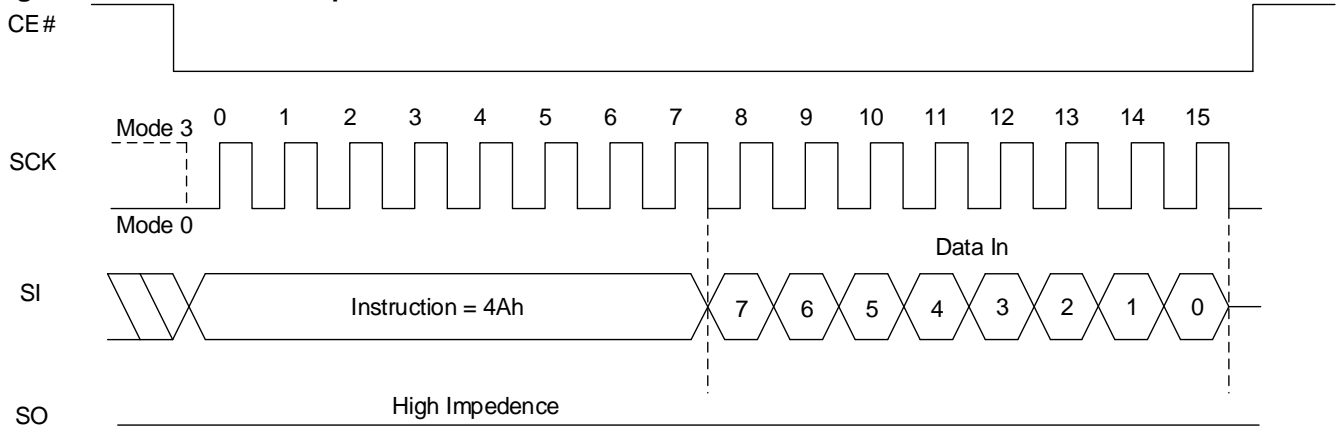 CE#
Mode 3 0 1 2 3 4 5 6 7 8 9 10 11 12 13 14 15
SCK
Mode 0
Data In
SI
Instruction = 4Ah 7 6 5 4 3 2 1 0
High Impedence
SO